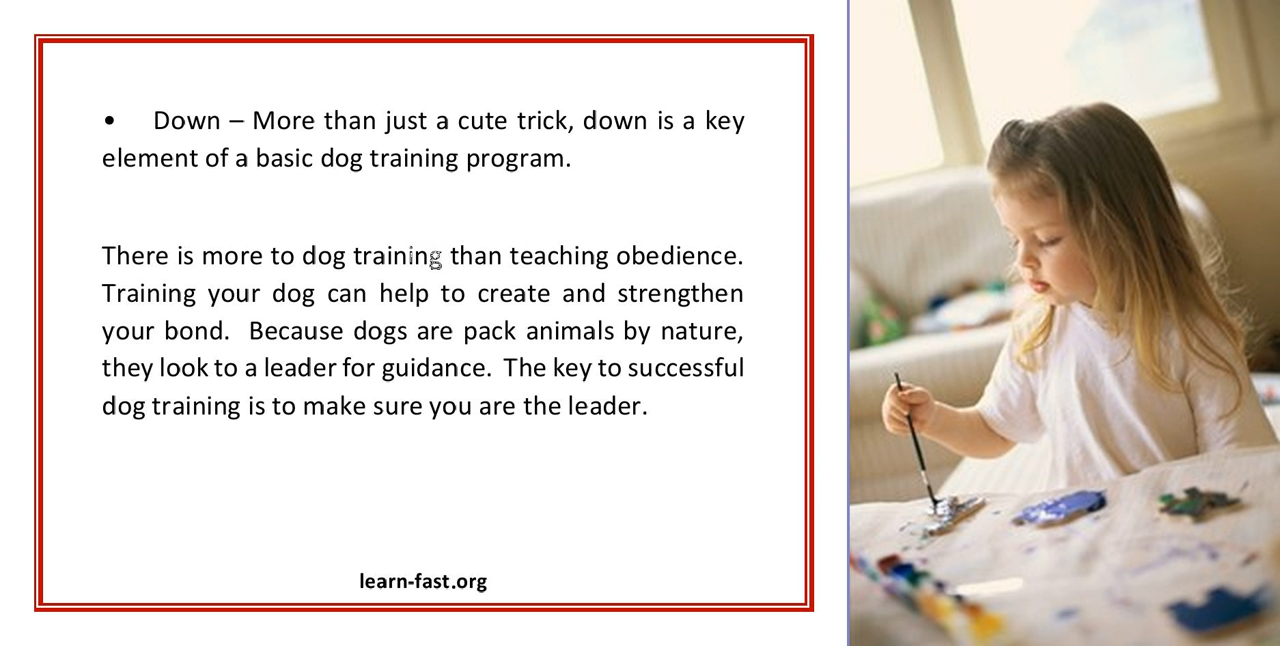 •    Down – More than just a cute trick, down is a key
element of a basic dog training program.
There is more to dog training than teaching obedience.
Training your dog can help to create and strengthen
your bond.  Because dogs are pack animals by nature,
they look to a leader for guidance.  The key to successful
dog training is to make sure you are the leader.
learn-fast.org